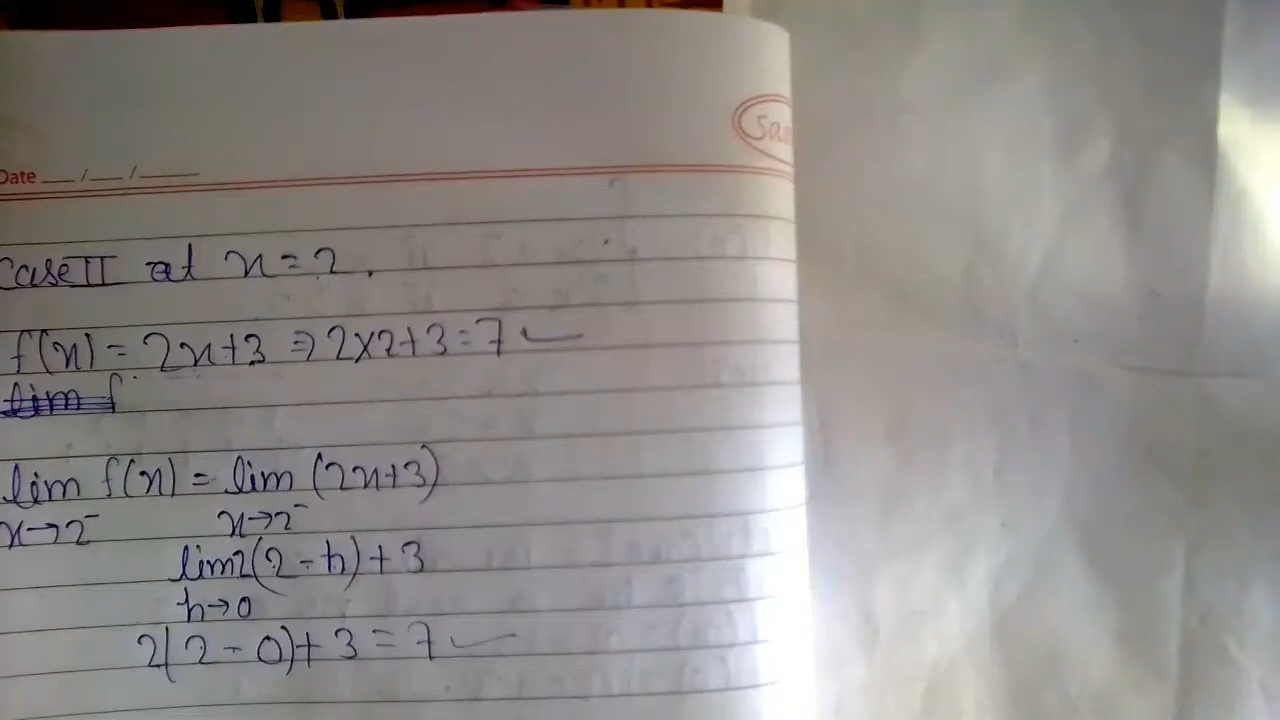 Date __/__/____
Case II at x = 2.
f(x) = 2x+3 ⇒ 2×2+3=7
lim f(x) = lim (2x+3)
x→2⁻ x→2⁻
lim 2(2-h)+3
h→0
2(2-0)+3=7